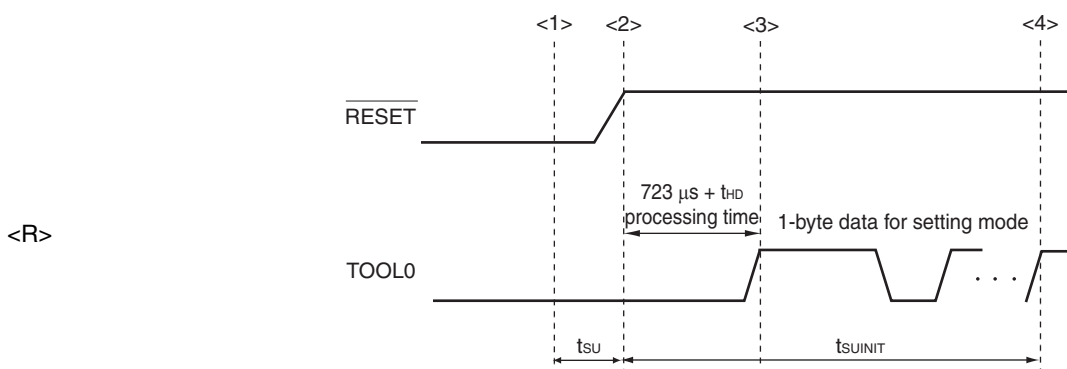 <1> <2> <3> <4>
RESET
723 μs + tHD
processing time
1-byte data for setting mode
<R>
TOOL0
. . .
tSU tSUINIT